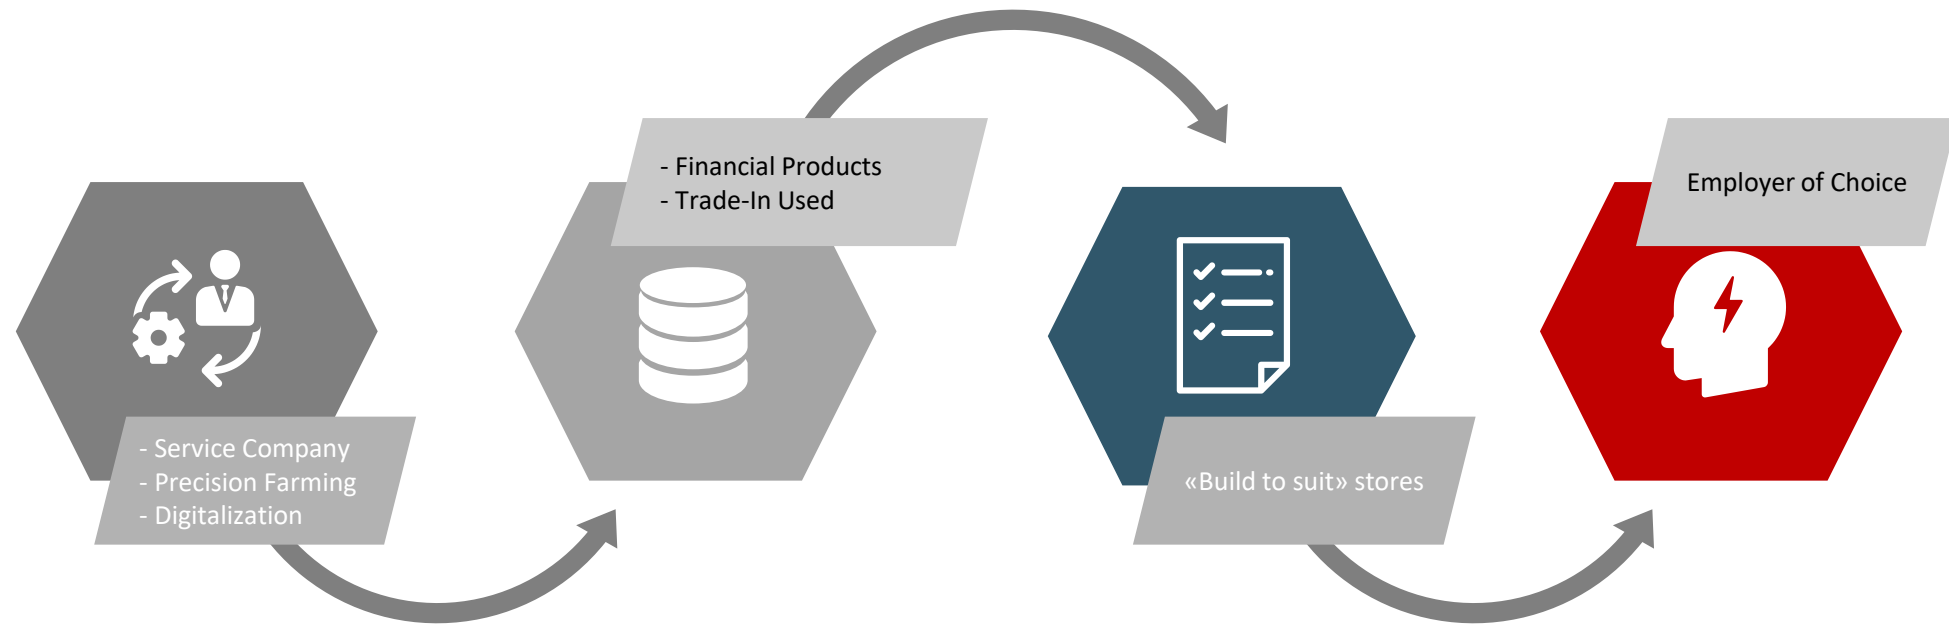 - Service Company
- Precision Farming
- Digitalization
- Financial Products
- Trade-In Used
«Build to suit» stores
Employer of Choice